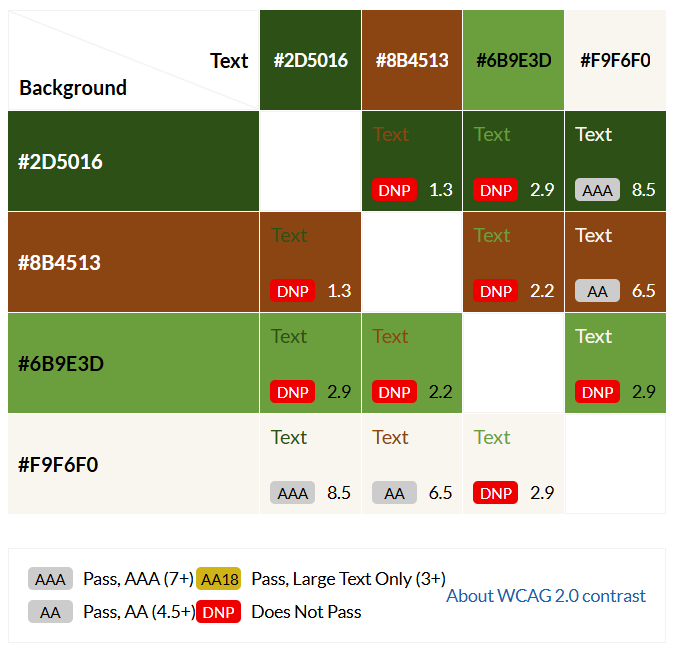 Text
Background
#2D5016
#8B4513
#6B9E3D
#F9F6F0
#2D5016
Text
DNP 1.3
Text
DNP 2.9
Text
AAA 8.5
#8B4513
Text
DNP 1.3
Text
DNP 2.2
Text
AA 6.5
#6B9E3D
Text
DNP 2.9
Text
DNP 2.2
Text
DNP 2.9
#F9F6F0
Text
AAA 8.5
Text
AA 6.5
Text
DNP 2.9
AAA Pass, AAA (7+)
AA18 Pass, Large Text Only (3+)
AA Pass, AA (4.5+)
DNP Does Not Pass
About WCAG 2.0 contrast